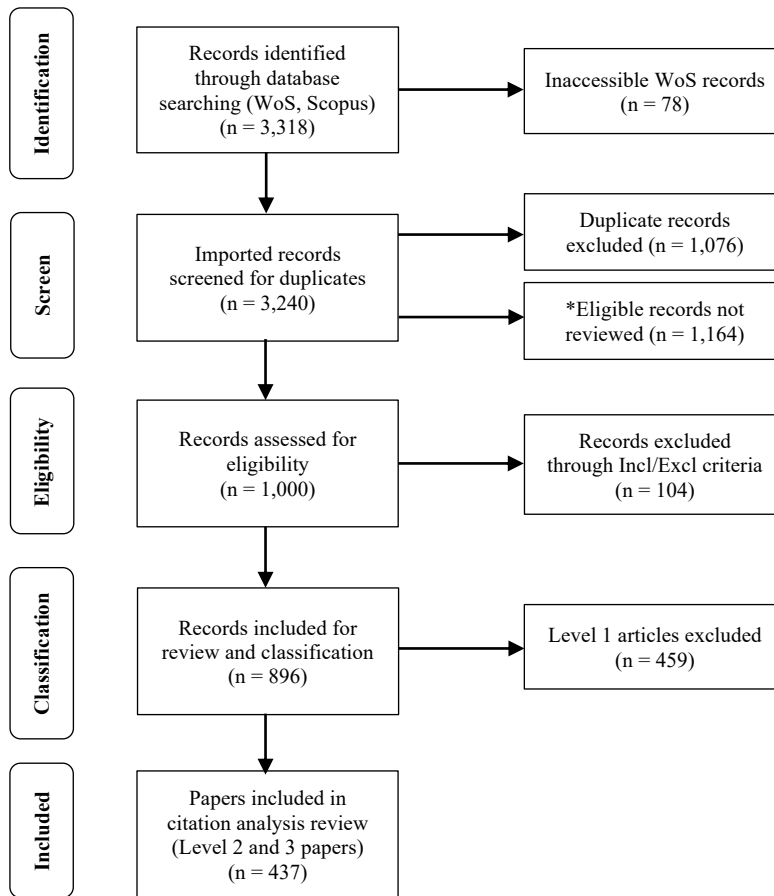 Identification
Records identified
through database
searching (WoS, Scopus)
(n = 3,318)
Inaccessible WoS records
(n = 78)
Screen
Imported records
screened for duplicates
(n = 3,240)
Duplicate records
excluded (n = 1,076)
*Eligible records not
reviewed (n = 1,164)
Eligibility
Records assessed for
eligibility
(n = 1,000)
Records excluded
through Incl/Excl criteria
(n = 104)
Classification
Records included for
review and classification
(n = 896)
Level 1 articles excluded
(n = 459)
Included
Papers included in
citation analysis review
(Level 2 and 3 papers)
n = 437)